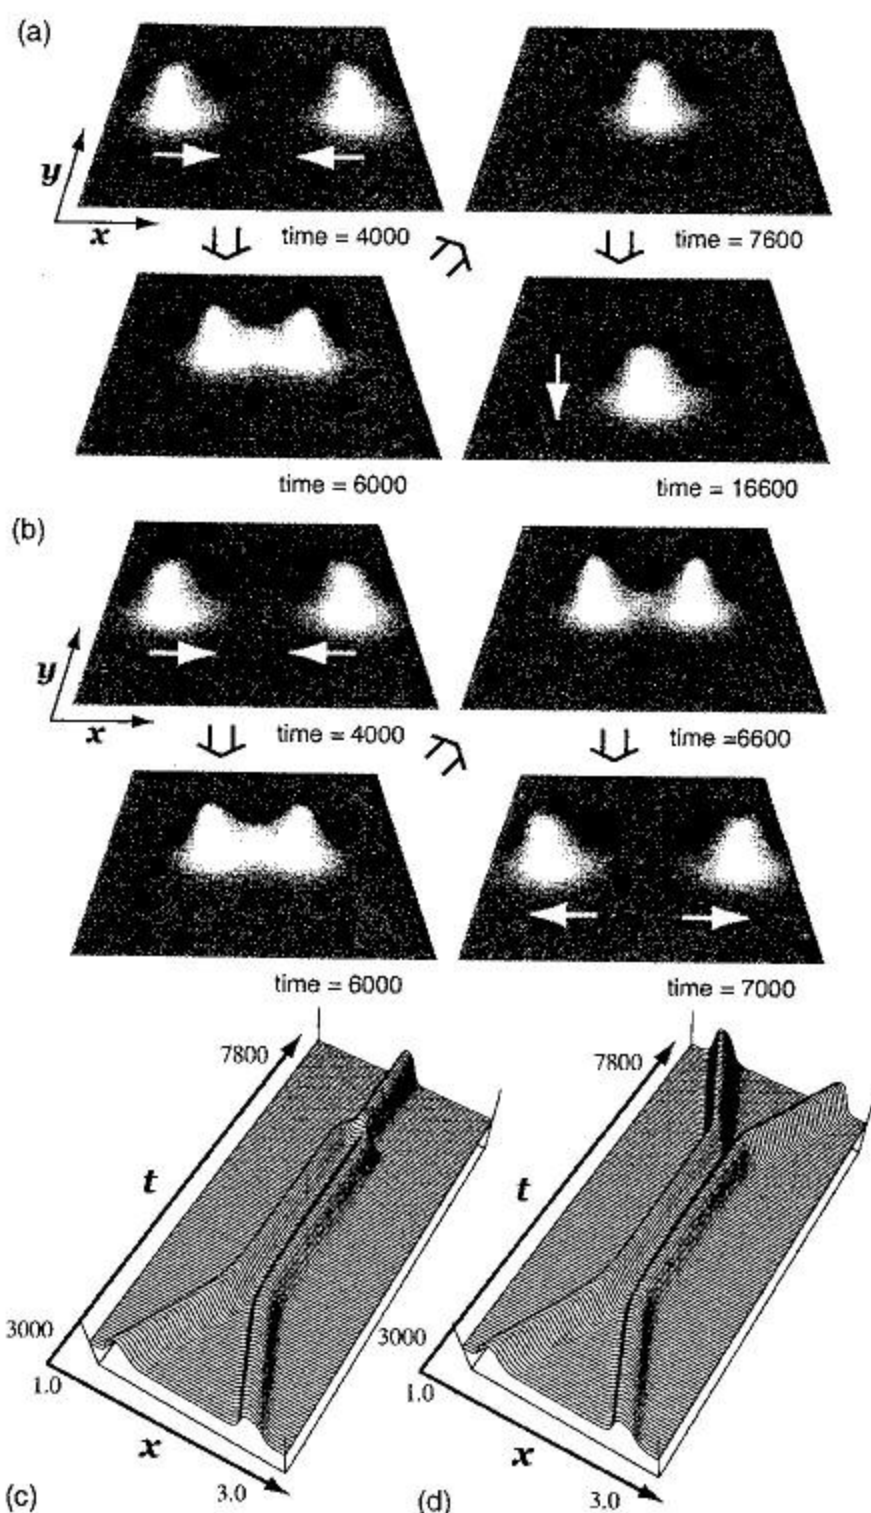 (a)
y
x
time = 4000
time = 7600
time = 6000
time = 16600
(b)
y
x
time = 4000
time =6600
time = 6000
time = 7000
7800
t
3000
1.0
x
3.0
(c)
7800
t
3000
1.0
x
3.0
(d)